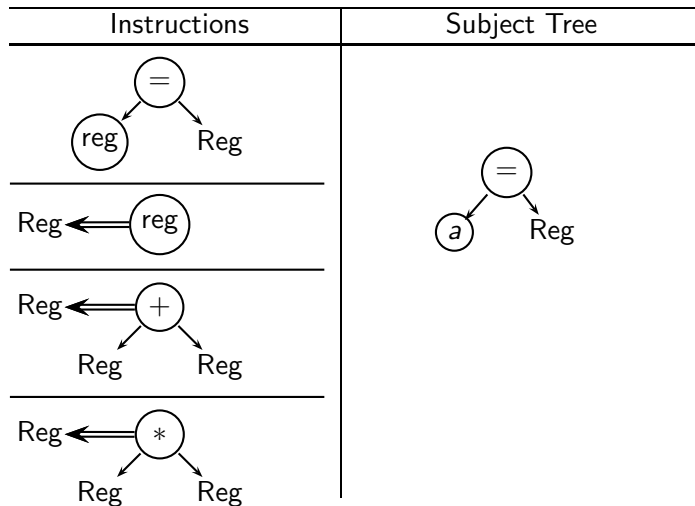 Instructions Subject Tree
=
reg Reg
Reg reg
Reg +
Reg Reg
Reg *
Reg Reg
=
a Reg